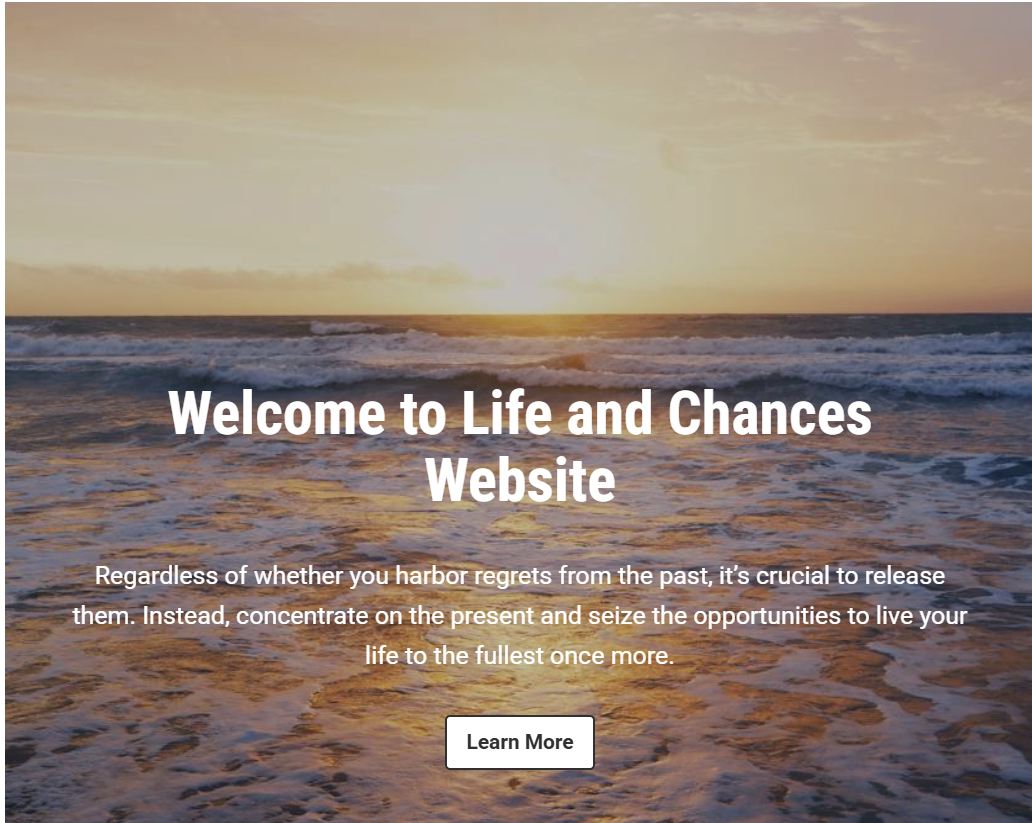 Welcome to Life and Chances
Website
Regardless of whether you harbor regrets from the past, it’s crucial to release
them. Instead, concentrate on the present and seize the opportunities to live your
life to the fullest once more.
Learn More